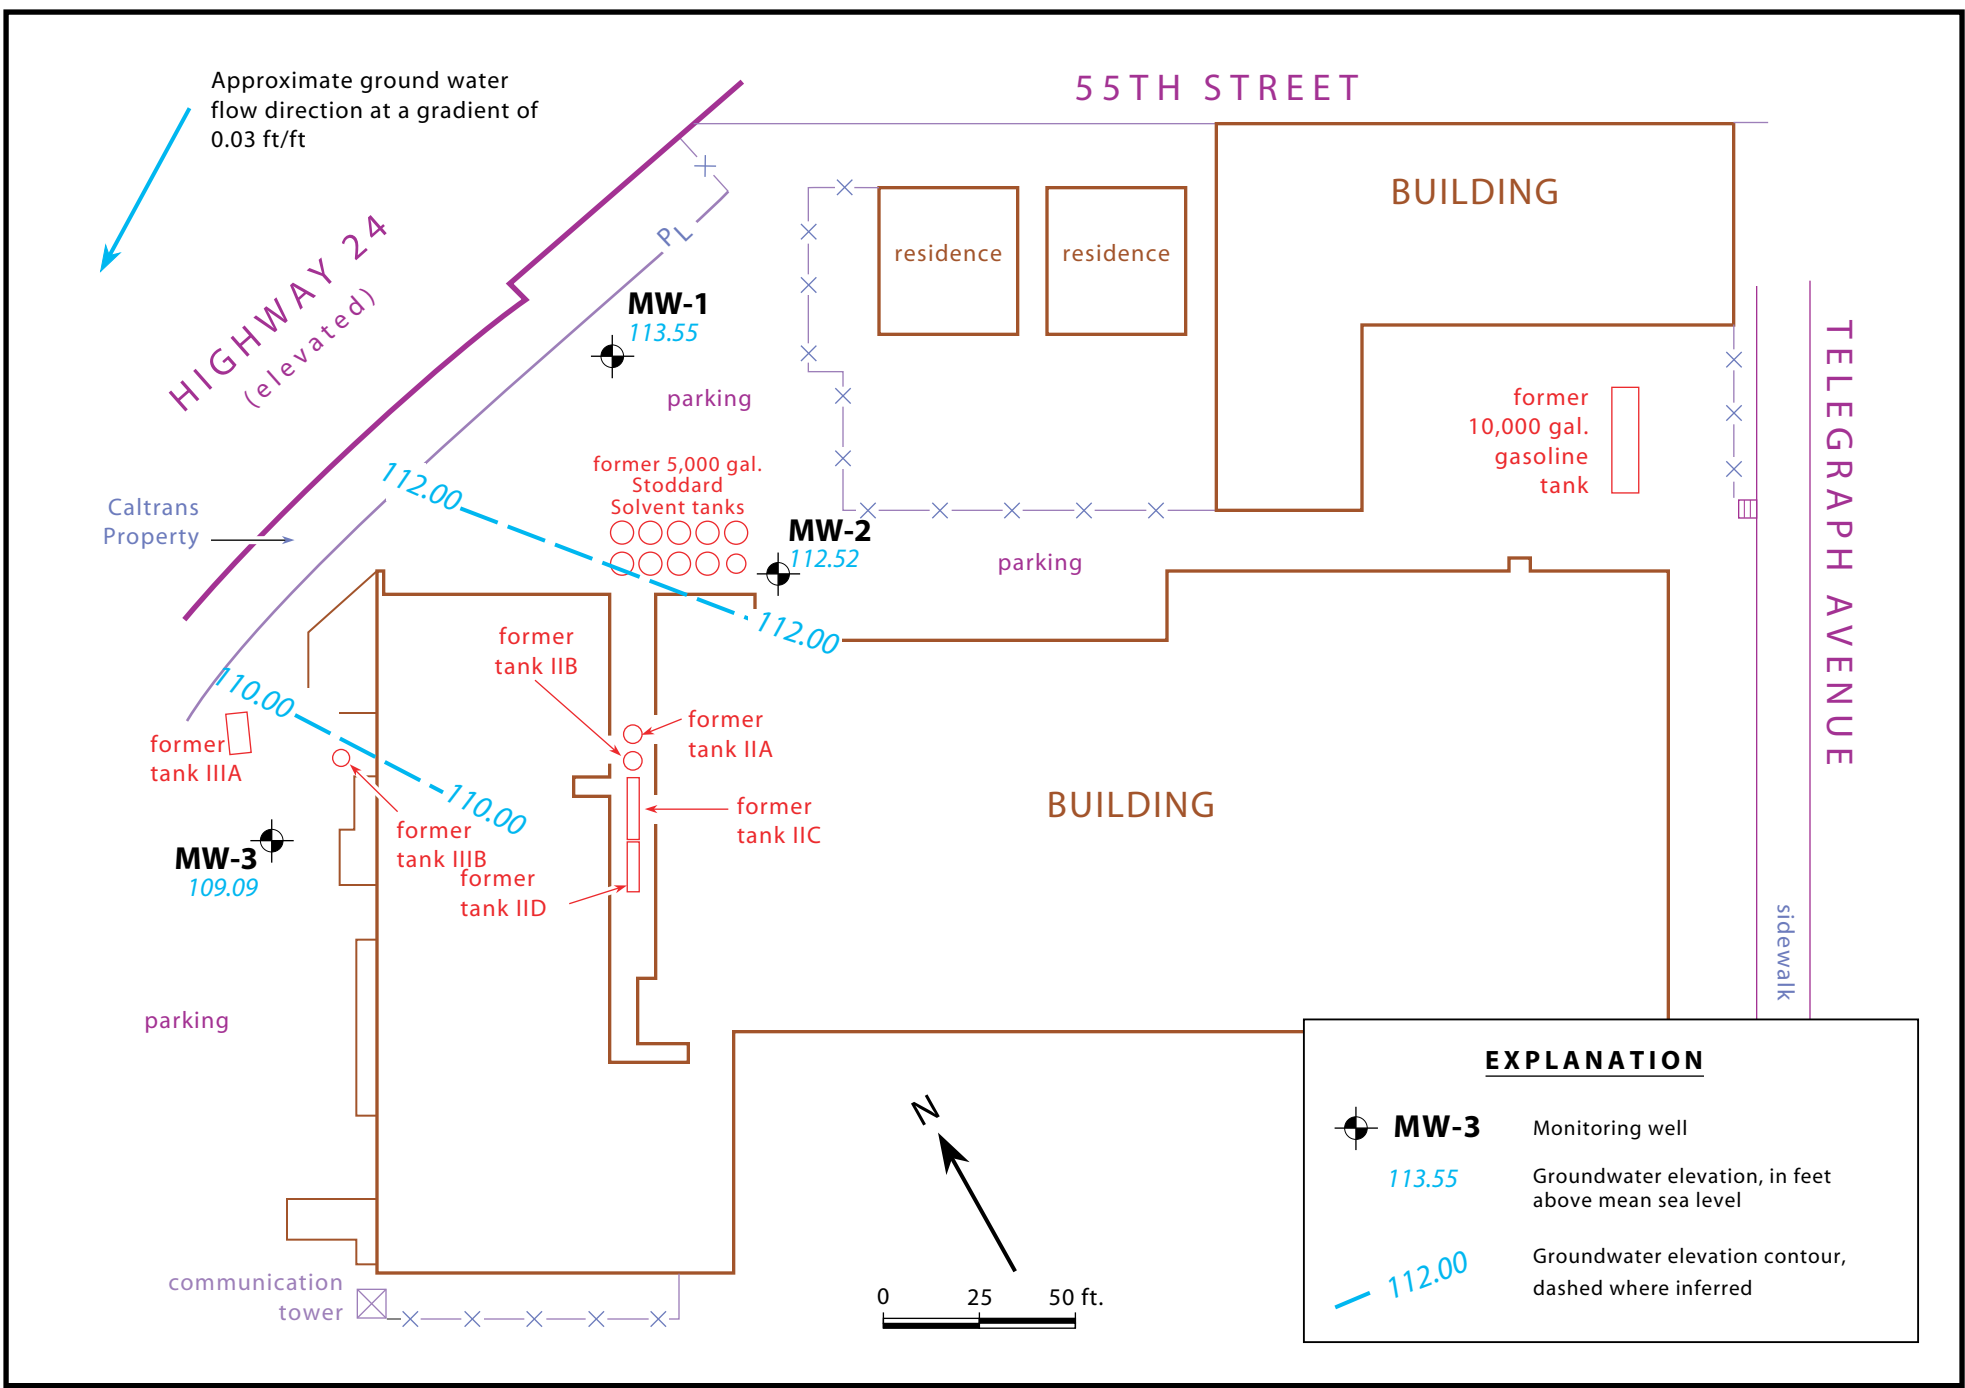 Approximate ground water
flow direction at a gradient of
0.03 ft/ft
55TH STREET
HIGHWAY 24
(elevated)
PL
BUILDING
residence
residence
MW-1
113.55
parking
TELEGRAPH AVENUE
former
10,000 gal.
gasoline
tank
112.00
former 5,000 gal.
Stoddard
Solvent tanks
Caltrans
Property
MW-2
112.52
parking
112.00
former
tank IIB
110.00
former
tank IIA
former
tank IIIA
110.00
former
tank IIC
BUILDING
former
tank IIIB
MW-3
109.09
former
tank IID
sidewalk
parking
N
communication
tower
0 25 50 ft.
EXPLANATION
MW-3 Monitoring well
113.55 Groundwater elevation, in feet
above mean sea level
112.00 Groundwater elevation contour,
dashed where inferred